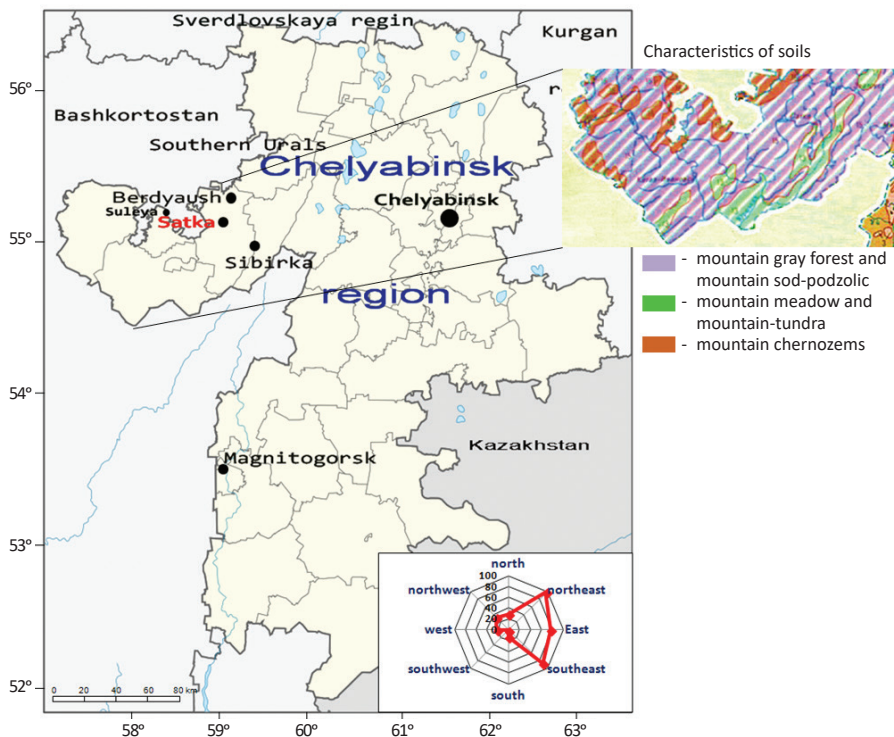 Sverdlovskaya regin
Kurgan
Characteristics of soils
56°
Bashkortostan
Southern Urals
Chelyabinsk
Berdyaush
Chelyabinsk
Suleya
Satka
55°
Sibirka
region
- mountain gray forest and
mountain sod-podzolic
- mountain meadow and
mountain-tundra
- mountain chernozems
54°
Kazakhstan
Magnitogorsk
53°
north
100
80
60
40
20
0
northwest
northeast
west
East
southwest
southeast
south
52°
0 20 40 60 80 km
58° 59° 60° 61° 62° 63°